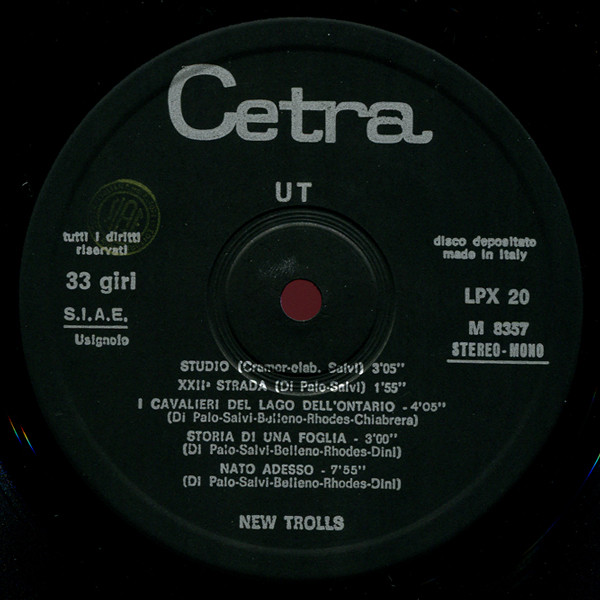 Cetra
UT
SIAE
tutti i diritti
riservati
33 giri
S.I.A.E.
Usignolo
disco depositato
made in Italy
LPX 20
M 8357
STEREO-MONO
STUDIO (Cramer-elab. Salvi) 3'05"
XXIIª STRADA (Di Palo-Salvi) 1'55"
I CAVALIERI DEL LAGO DELL'ONTARIO - 4'05"
(Di Palo-Salvi-Belleno-Rhodes-Chiabrera)
STORIA DI UNA FOGLIA - 3'00"
(Di Palo-Salvi-Belleno-Rhodes-Dini)
NATO ADESSO - 7'55"
(Di Palo-Salvi-Belleno-Rhodes-Dini)
NEW TROLLS